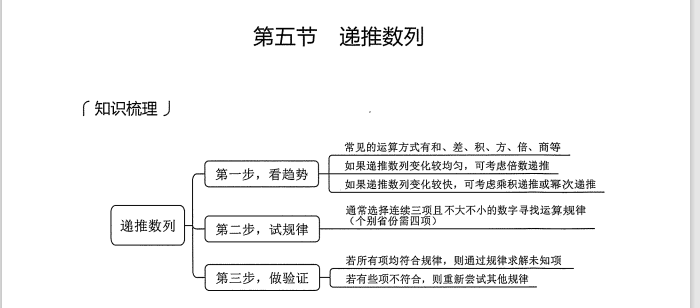 第五节 递推数列
知识梳理
递推数列
第一步，看趋势
常见的运算方式有和、差、积、方、倍、商等
如果递推数列变化较均匀，可考虑倍数递推
如果递推数列变化较快，可考虑乘积递推或幂次递推
第二步，试规律
通常选择连续三项且不大不小的数字寻找运算规律
（个别省份需四项）
第三步，做验证
若所有项均符合规律，则通过规律求解未知项
若有些项不符合，则重新尝试其他规律